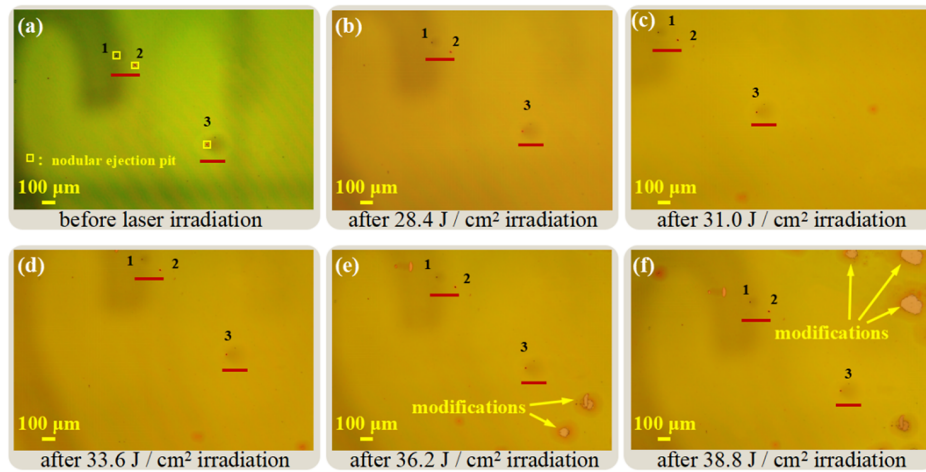 (a)
1
2
3
: nodular ejection pit
100 μm
before laser irradiation
(b)
1
2
3
100 μm
after 28.4 J / cm² irradiation
(c)
1
2
3
100 μm
after 31.0 J / cm² irradiation
(d)
1
2
3
100 μm
after 33.6 J / cm² irradiation
(e)
1
2
3
modifications
100 μm
after 36.2 J / cm² irradiation
(f)
1
2
modifications
3
100 μm
after 38.8 J / cm² irradiation